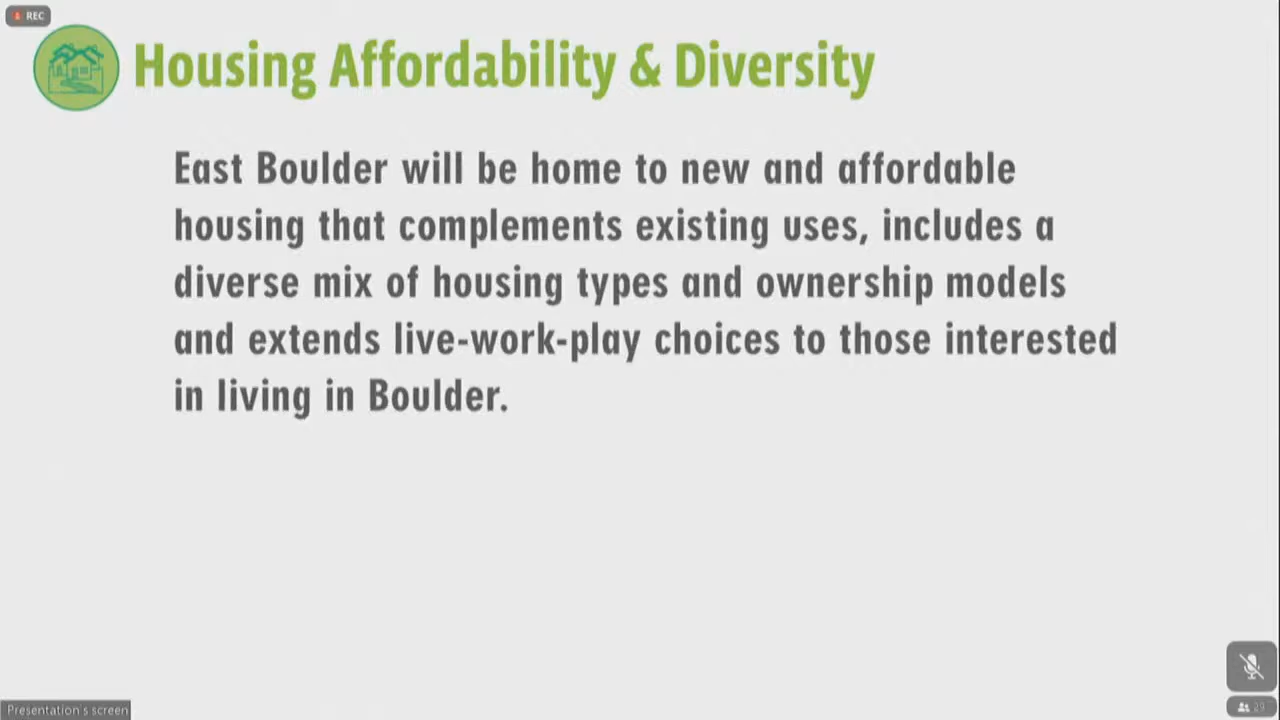 REC
Housing Affordability & Diversity
East Boulder will be home to new and affordable
housing that complements existing uses, includes a
diverse mix of housing types and ownership models
and extends live-work-play choices to those interested
in living in Boulder.
Presentation's screen
29